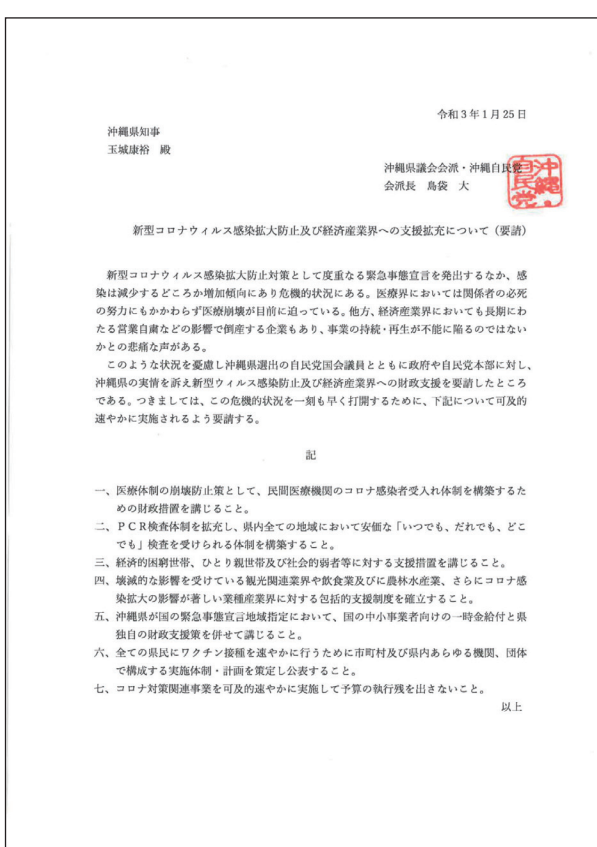 令和3年1月25日
沖縄県知事
玉城康裕 殿
沖縄県議会会派・沖縄自民党
会派長 島袋 大
沖縄自民党
新型コロナウィルス感染拡大防止及び経済産業界への支援拡充について（要請）
新型コロナウィルス感染拡大防止対策として度重なる緊急事態宣言を発出するなか、感
染は減少するどころか増加傾向にあり危機的状況にある。医療界においては関係者の必死
の努力にもかかわらず医療崩壊が目前に迫っている。他方、経済産業界においても長期にわ
たる営業自粛などの影響で倒産する企業もあり、事業の持続・再生が不能に陥るのではない
かとの悲痛な声がある。
このような状況を憂慮し沖縄県選出の自民党国会議員とともに政府や自民党本部に対し、
沖縄県の実情を訴え新型ウィルス感染防止及び経済産業界への財政支援を要請したところ
である。つきましては、この危機的状況を一刻も早く打開するために、下記について可及的
速やかに実施されるよう要請する。
記
一、医療体制の崩壊防止策として、民間医療機関のコロナ感染者受入れ体制を構築するた
めの財政措置を講じること。
二、PCR検査体制を拡充し、県内全ての地域において安価な「いつでも、だれでも、どこ
でも」検査を受けられる体制を構築すること。
三、経済的困窮世帯、ひとり親世帯及び社会的弱者等に対する支援措置を講じること。
四、壊滅的な影響を受けている観光関連業界や飲食業及びに農林水産業、さらにコロナ感
染拡大の影響が著しい業種産業界に対する包括的支援制度を確立すること。
五、沖縄県が国の緊急事態宣言地域指定において、国の中小事業者向けの一時金給付と県
独自の財政支援策を併せて講じること。
六、全ての県民にワクチン接種を速やかに行うために市町村及び県内あらゆる機関、団体
で構成する実施体制・計画を策定し公表すること。
七、コロナ対策関連事業を可及的速やかに実施して予算の執行残を出さないこと。
以上